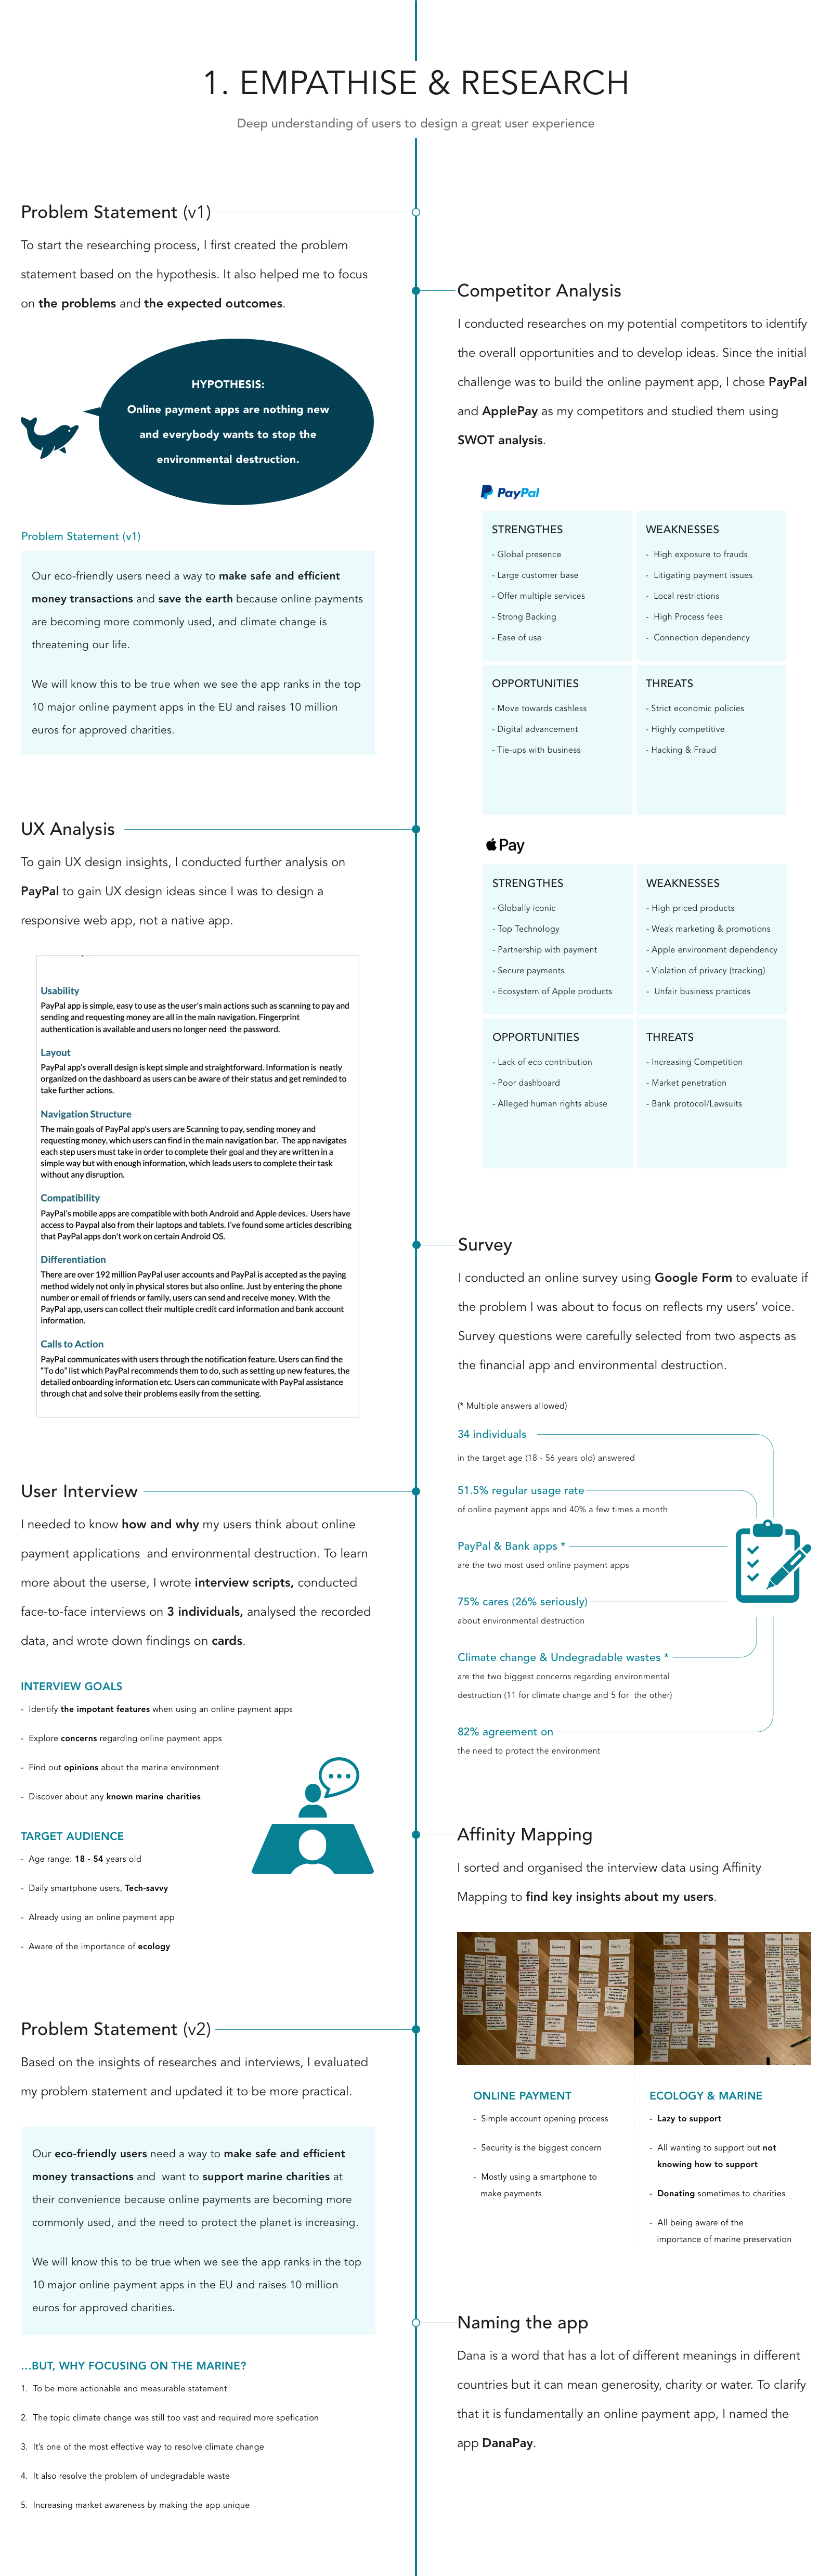 1. EMPATHISE & RESEARCH
Deep understanding of users to design a great user experience
Problem Statement (v1)
To start the researching process, I first created the problem
statement based on the hypothesis. It also helped me to focus
on the problems and the expected outcomes.
HYPOTHESIS:
Online payment apps are nothing new
and everybody wants to stop the
environmental destruction.
Problem Statement (v1)
Our eco-friendly users need a way to make safe and efficient
money transactions and save the earth because online payments
are becoming more commonly used, and climate change is
threatening our life.
We will know this to be true when we see the app ranks in the top
10 major online payment apps in the EU and raises 10 million
euros for approved charities.
Competitor Analysis
I conducted researches on my potential competitors to identify
the overall opportunities and to develop ideas. Since the initial
challenge was to build the online payment app, I chose PayPal
and ApplePay as my competitors and studied them using
SWOT analysis.
PayPal
STRENGTHES
- Global presence
- Large customer base
- Offer multiple services
- Strong Backing
- Ease of use
WEAKNESSES
- High exposure to frauds
- Litigating payment issues
- Local restrictions
- High Process fees
- Connection dependency
OPPORTUNITIES
- Move towards cashless
- Digital advancement
- Tie-ups with business
THREATS
- Strict economic policies
- Highly competitive
- Hacking & Fraud
Pay
STRENGTHES
- Globally iconic
- Top Technology
- Partnership with payment
- Secure payments
- Ecosystem of Apple products
WEAKNESSES
- High priced products
- Weak marketing & promotions
- Apple environment dependency
- Violation of privacy (tracking)
- Unfair business practices
OPPORTUNITIES
- Lack of eco contribution
- Poor dashboard
- Alleged human rights abuse
THREATS
- Increasing Competition
- Market penetration
- Bank protocol/Lawsuits
UX Analysis
To gain UX design insights, I conducted further analysis on
PayPal to gain UX design ideas since I was to design a
responsive web app, not a native app.
Usability
PayPal app is simple, easy to use as the user's main actions such as scanning to pay and
sending and requesting money are all in the main navigation. Fingerprint
authentication is available and users no longer need the password.
Layout
PayPal app's overall design is kept simple and straightforward. Information is neatly
organized on the dashboard as users can be aware of their status and get reminded to
take further actions.
Navigation Structure
The main goals of PayPal app's users are Scanning to pay, sending money and
requesting money, which users can find in the main navigation bar. The app navigates
each step users must take in order to complete their goal and they are written in a
simple way but with enough information, which leads users to complete their task
without any disruption.
Compatibility
PayPal's mobile apps are compatible with both Android and Apple devices. Users have
access to Paypal also from their laptops and tablets. I've found some articles describing
that PayPal apps don't work on certain Android OS.
Differentiation
There are over 192 million PayPal user accounts and PayPal is accepted as the paying
method widely not only in physical stores but also online. Just by entering the phone
number or email of friends or family, users can send and receive money. With the
PayPal app, users can collect their multiple credit card information and bank account
information.
Calls to Action
PayPal communicates with users through the notification feature. Users can find the
"To do" list which PayPal recommends them to do, such as setting up new features, the
detailed onboarding information etc. Users can communicate with PayPal assistance
through chat and solve their problems easily from the setting.
Survey
I conducted an online survey using Google Form to evaluate if
the problem I was about to focus on reflects my users' voice.
Survey questions were carefully selected from two aspects as
the financial app and environmental destruction.
(* Multiple answers allowed)
34 individuals
in the target age (18 - 56 years old) answered
51.5% regular usage rate
of online payment apps and 40% a few times a month
PayPal & Bank apps *
are the two most used online payment apps
75% cares (26% seriously)
about environmental destruction
Climate change & Undegradable wastes *
are the two biggest concerns regarding environmental
destruction (11 for climate change and 5 for the other)
82% agreement on
the need to protect the environment
User Interview
I needed to know how and why my users think about online
payment applications and environmental destruction. To learn
more about the userse, I wrote interview scripts, conducted
face-to-face interviews on 3 individuals, analysed the recorded
data, and wrote down findings on cards.
INTERVIEW GOALS
- Identify the impotant features when using an online payment apps
- Explore concerns regarding online payment apps
- Find out opinions about the marine environment
- Discover about any known marine charities
TARGET AUDIENCE
- Age range: 18 - 54 years old
- Daily smartphone users, Tech-savvy
- Already using an online payment app
- Aware of the importance of ecology
Affinity Mapping
I sorted and organised the interview data using Affinity
Mapping to find key insights about my users.
ONLINE PAYMENT
- Simple account opening process
- Security is the biggest concern
- Mostly using a smartphone to
make payments
ECOLOGY & MARINE
- Lazy to support
- All wanting to support but not
knowing how to support
- Donating sometimes to charities
- All being aware of the
importance of marine preservation
Problem Statement (v2)
Based on the insights of researches and interviews, I evaluated
my problem statement and updated it to be more practical.
Our eco-friendly users need a way to make safe and efficient
money transactions and want to support marine charities at
their convenience because online payments are becoming more
commonly used, and the need to protect the planet is increasing.
We will know this to be true when we see the app ranks in the top
10 major online payment apps in the EU and raises 10 million
euros for approved charities.
...BUT, WHY FOCUSING ON THE MARINE?
1. To be more actionable and measurable statement
2. The topic climate change was still too vast and required more spefication
3. It's one of the most effective way to resolve climate change
4. It also resolve the problem of undegradable waste
5. Increasing market awareness by making the app unique
Naming the app
Dana is a word that has a lot of different meanings in different
countries but it can mean generosity, charity or water. To clarify
that it is fundamentally an online payment app, I named the
app DanaPay.